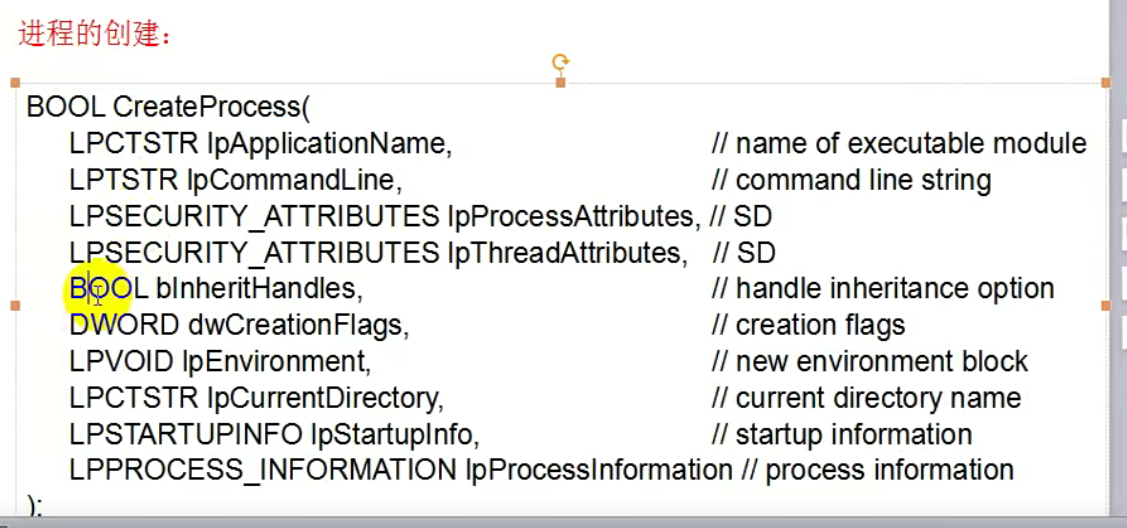 进程的创建：
BOOL CreateProcess(
LPCTSTR lpApplicationName, // name of executable module
LPTSTR lpCommandLine, // command line string
LPSECURITY_ATTRIBUTES lpProcessAttributes, // SD
LPSECURITY_ATTRIBUTES lpThreadAttributes, // SD
BOOL bInheritHandles, // handle inheritance option
DWORD dwCreationFlags, // creation flags
LPVOID lpEnvironment, // new environment block
LPCTSTR lpCurrentDirectory, // current directory name
LPSTARTUPINFO lpStartupInfo, // startup information
LPPROCESS_INFORMATION lpProcessInformation // process information
);